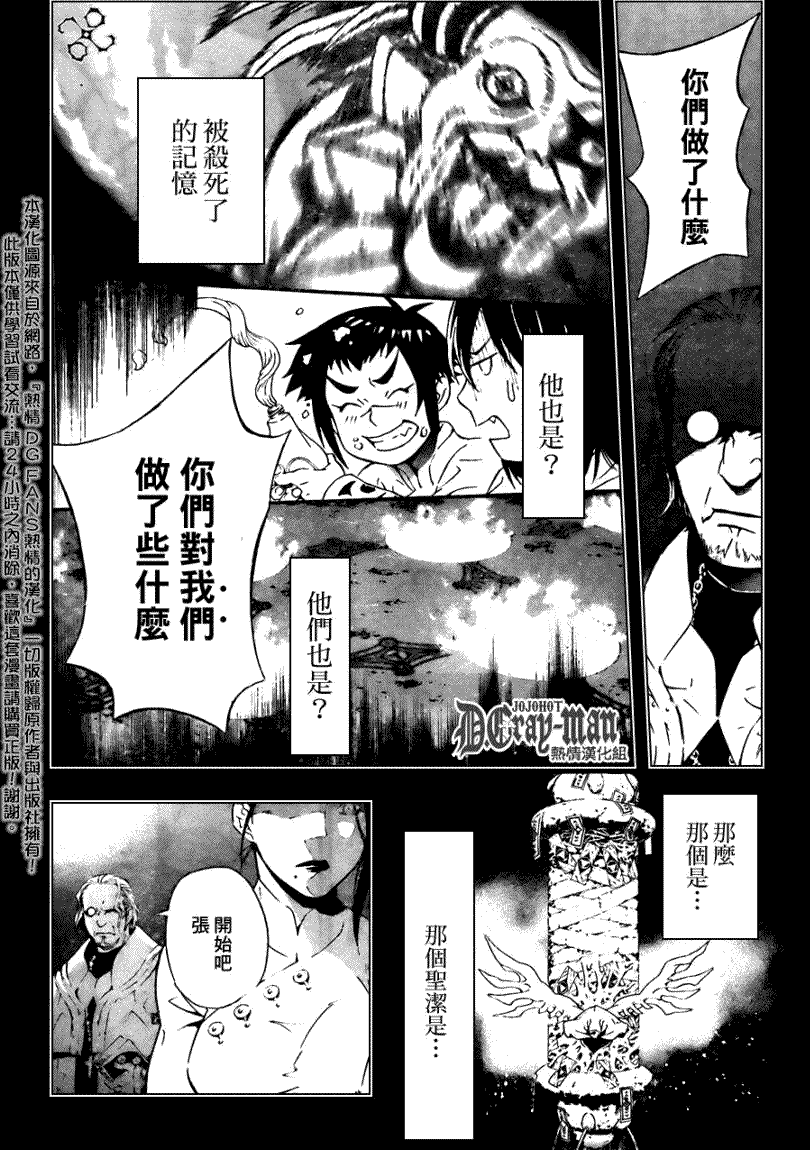 你們做了什麼
被殺死了
的記憶
他也是？
你們對我們
做了些什麼
他們也是？
JOJOHOT
D.Gray-man
熱情漢化組
那麼
那個是…
那個聖潔是…
開始吧
張
本漢化圖源來自於網路，『熱情DG FANS熱情的漢化』一切版權歸原作者與出版社擁有！
此版本僅供學習試看交流…請24小時之內消除，喜歡這套漫畫請購買正版！謝謝。